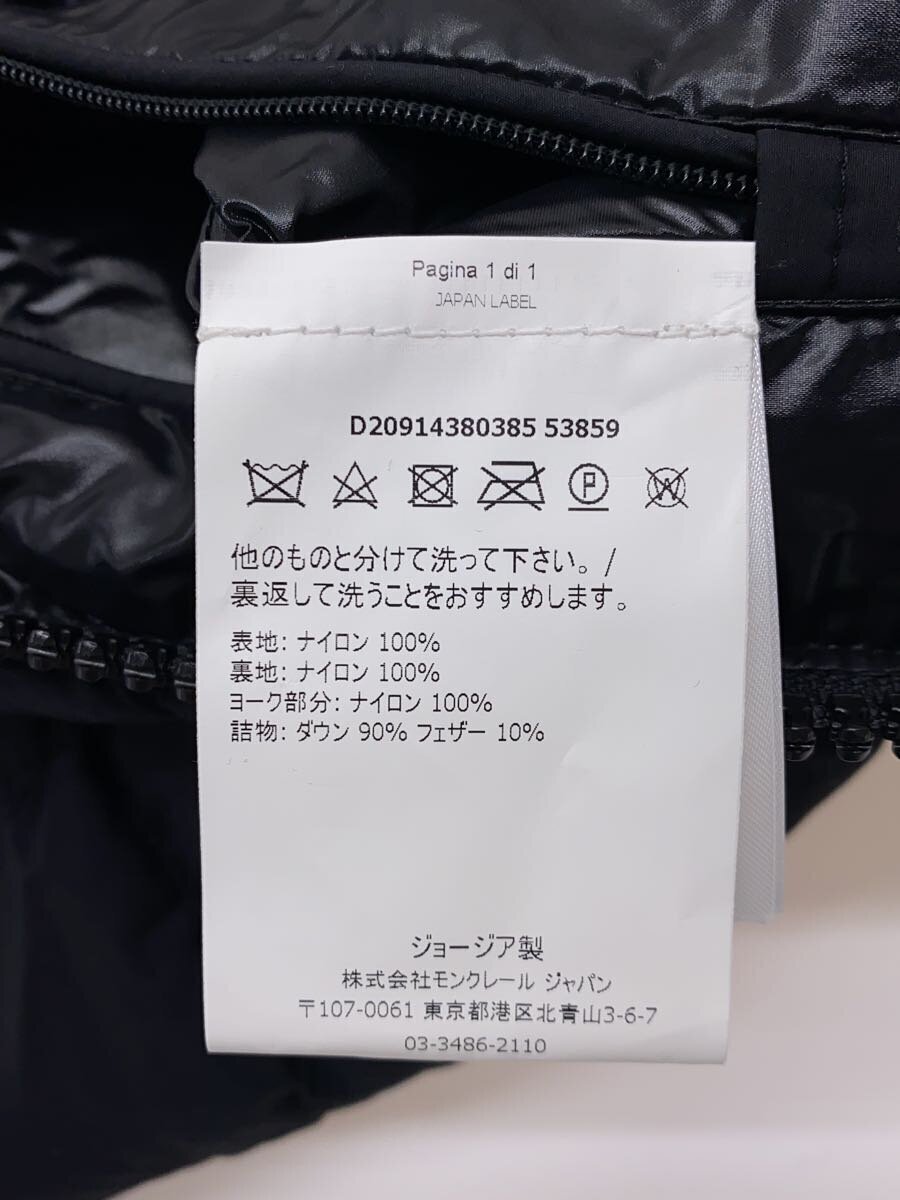 Pagina 1 di 1
JAPAN LABEL
D20914380385 53859
P W
他のものと分けて洗って下さい。/
裏返して洗うことをおすすめします。
表地: ナイロン 100%
裏地: ナイロン 100%
ヨーク部分: ナイロン 100%
詰物: ダウン 90% フェザー 10%
ジョージア製
株式会社モンクレール ジャパン
〒107-0061 東京都港区北青山3-6-7
03-3486-2110